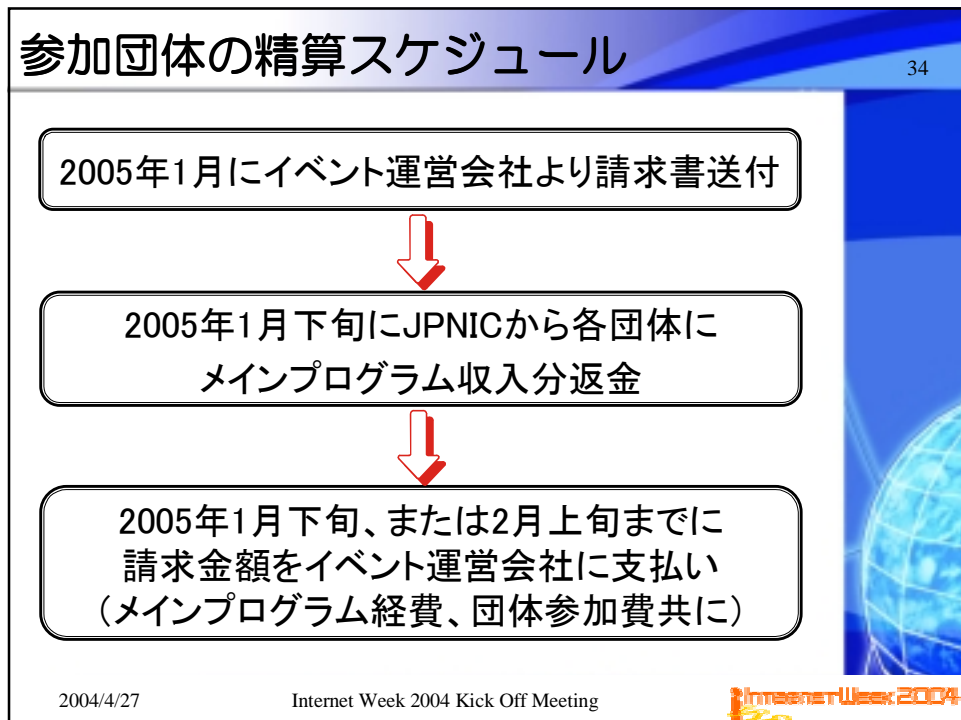 参加団体の精算スケジュール
34
2005年1月にイベント運営会社より請求書送付
2005年1月下旬にJPNICから各団体に
メインプログラム収入分返金
2005年1月下旬、または2月上旬までに
請求金額をイベント運営会社に支払い
（メインプログラム経費、団体参加費共に）
2004/4/27
Internet Week 2004 Kick Off Meeting
InternetWeek2004